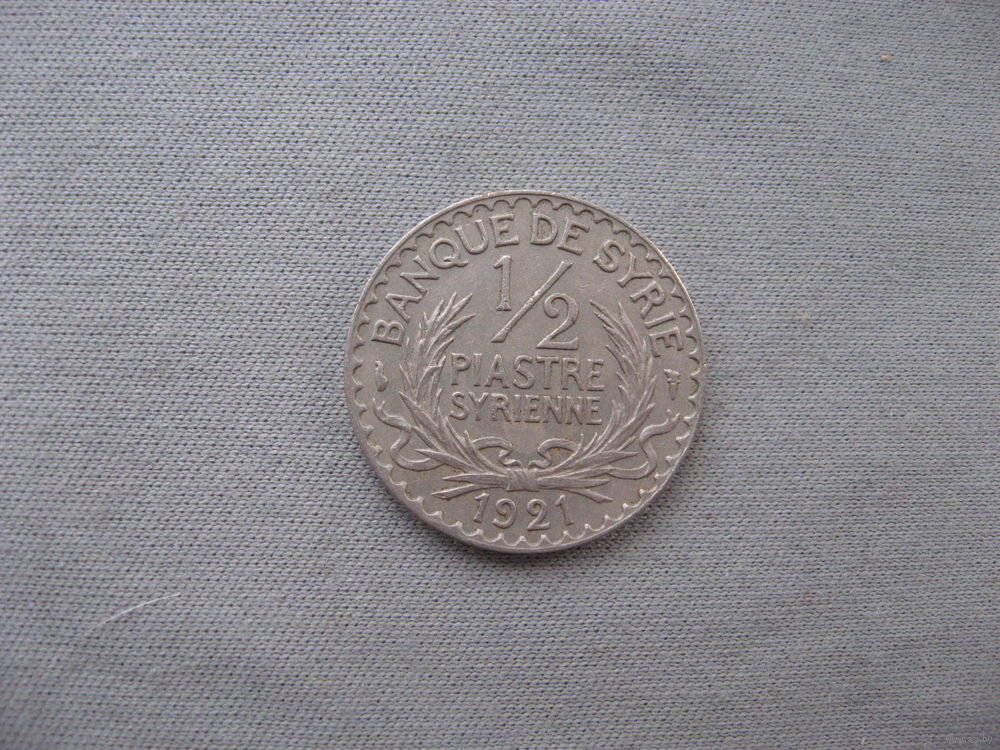 BANQUE DE SYRIE
1/2
PIASTRE
SYRIENNE
1921